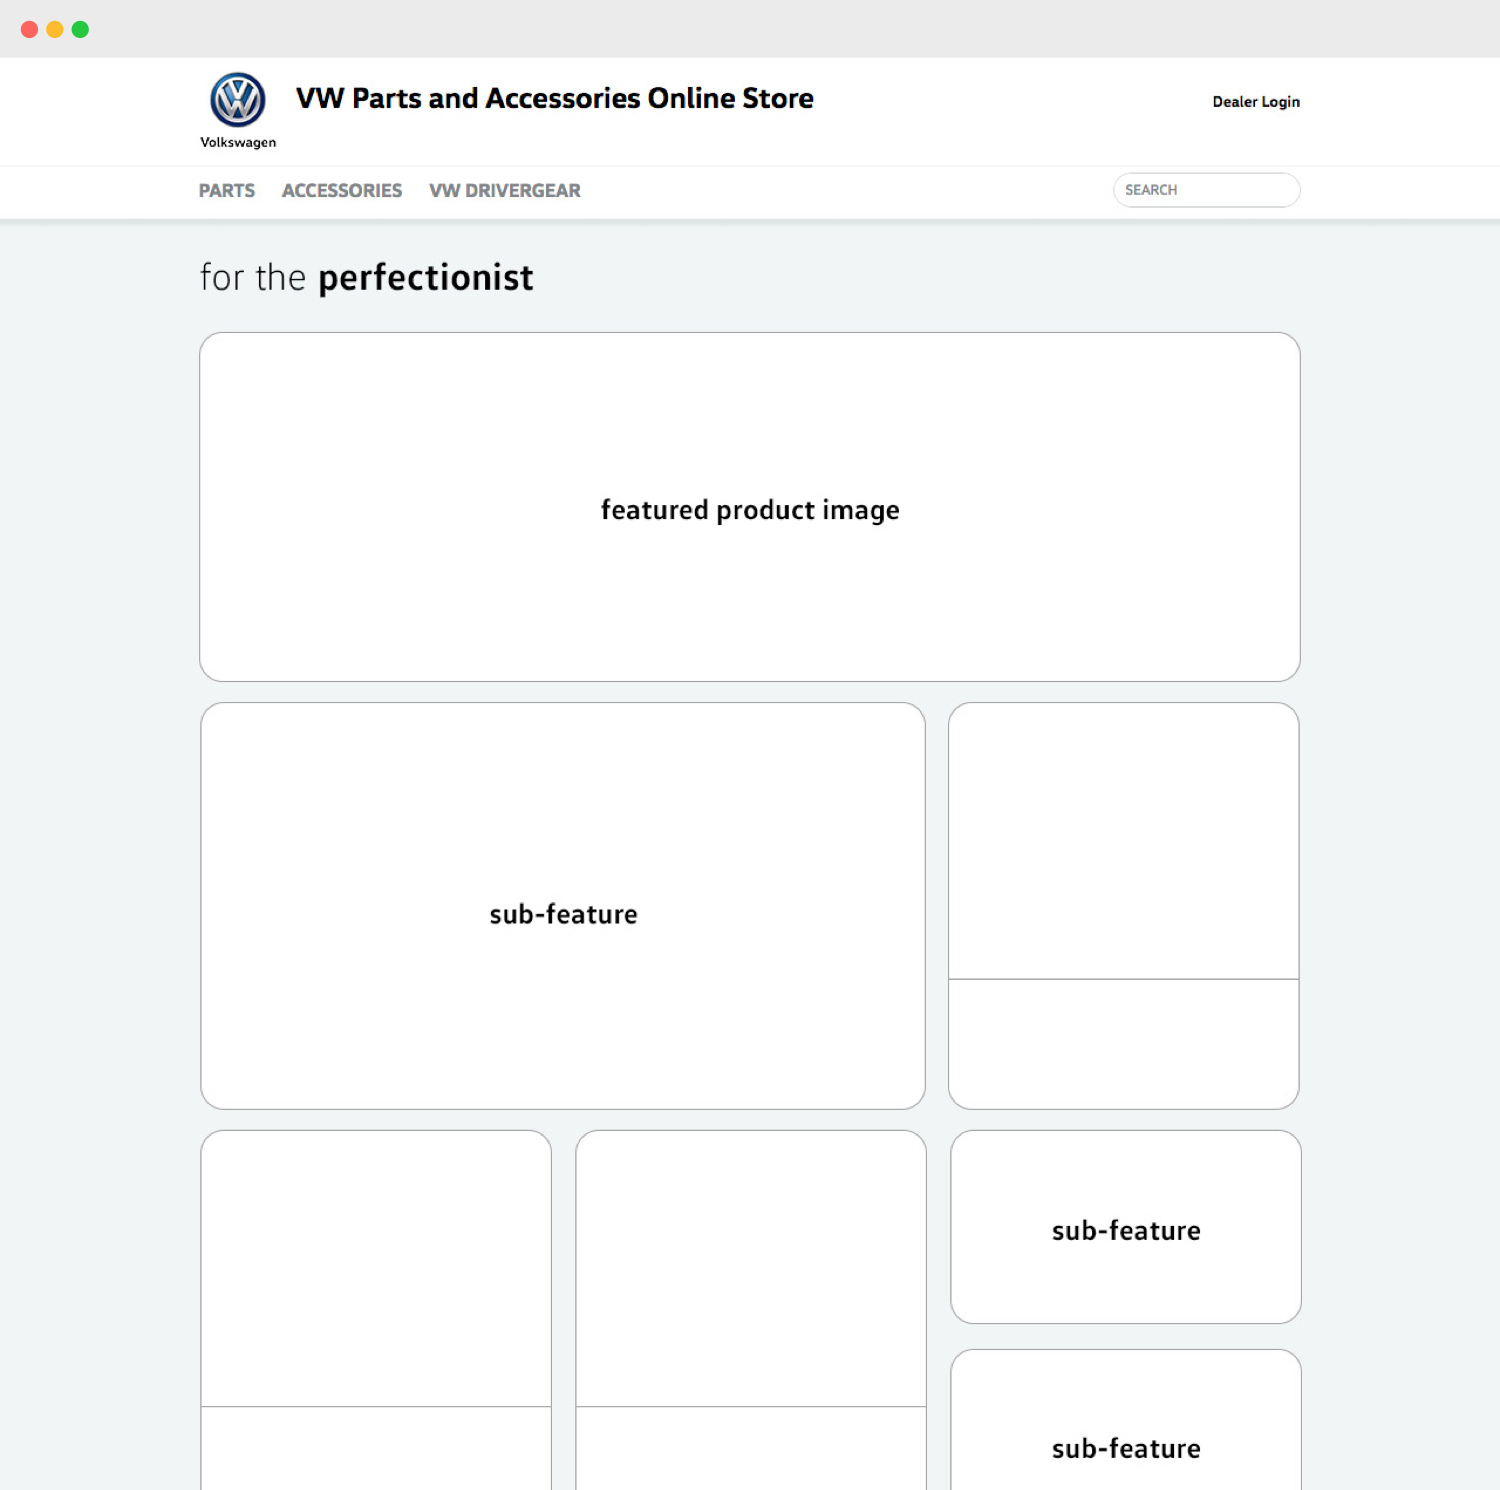 VW Parts and Accessories Online Store
Dealer Login
Volkswagen
PARTS ACCESSORIES VW DRIVERGEAR
SEARCH
for the perfectionist
featured product image
sub-feature
sub-feature
sub-feature